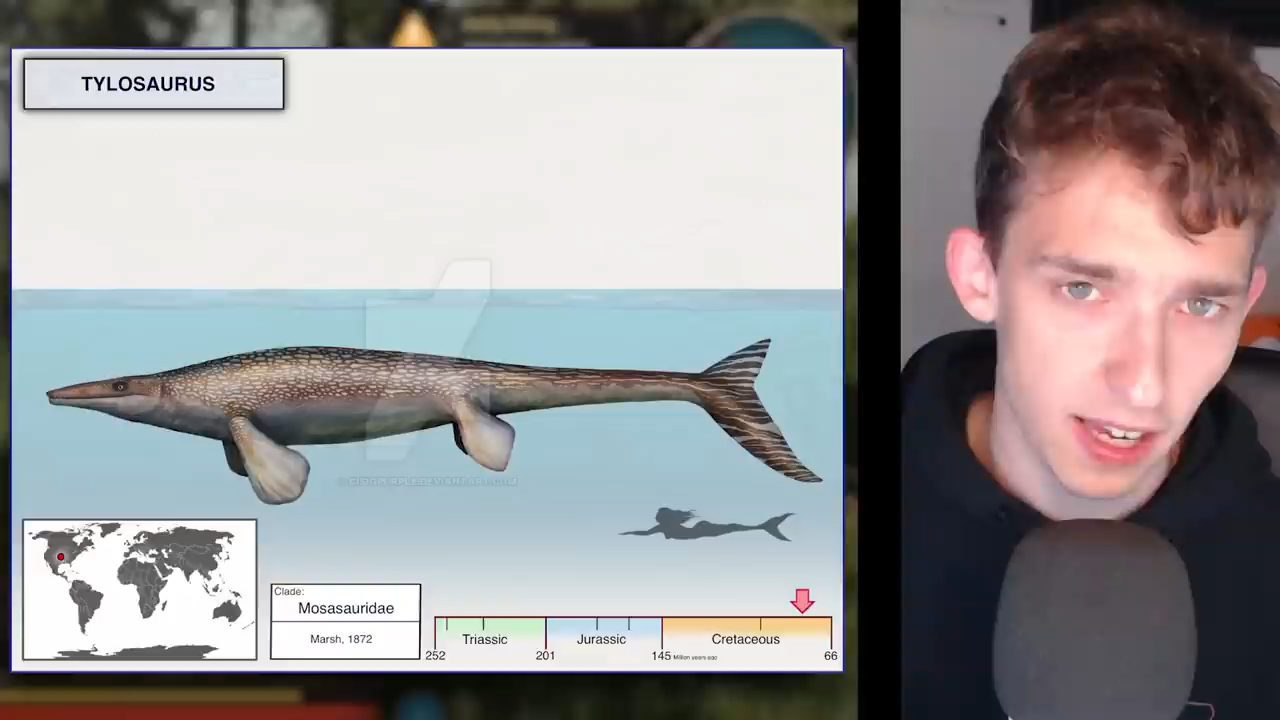 TYLOSAURUS
Clade:
Mosasauridae
Marsh, 1872
Triassic
Jurassic
Cretaceous
252
201
145 Million years ago
66